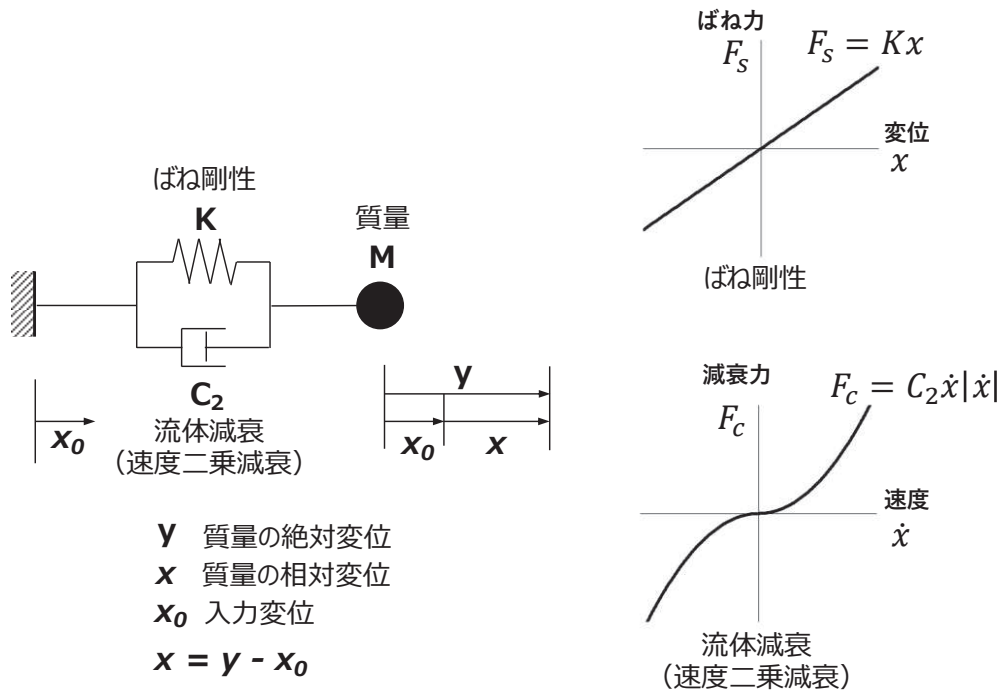 ばね剛性
K
質量
M
C₂
流体減衰
（速度二乗減衰）
x₀
y
x₀ x
y 質量の絶対変位
x 質量の相対変位
x₀ 入力変位
x = y - x₀
ばね力
Fₛ
Fₛ = Kx
変位
x
ばね剛性
減衰力
F_c
F_c = C₂ẋ|ẋ|
速度
ẋ
流体減衰
（速度二乗減衰）